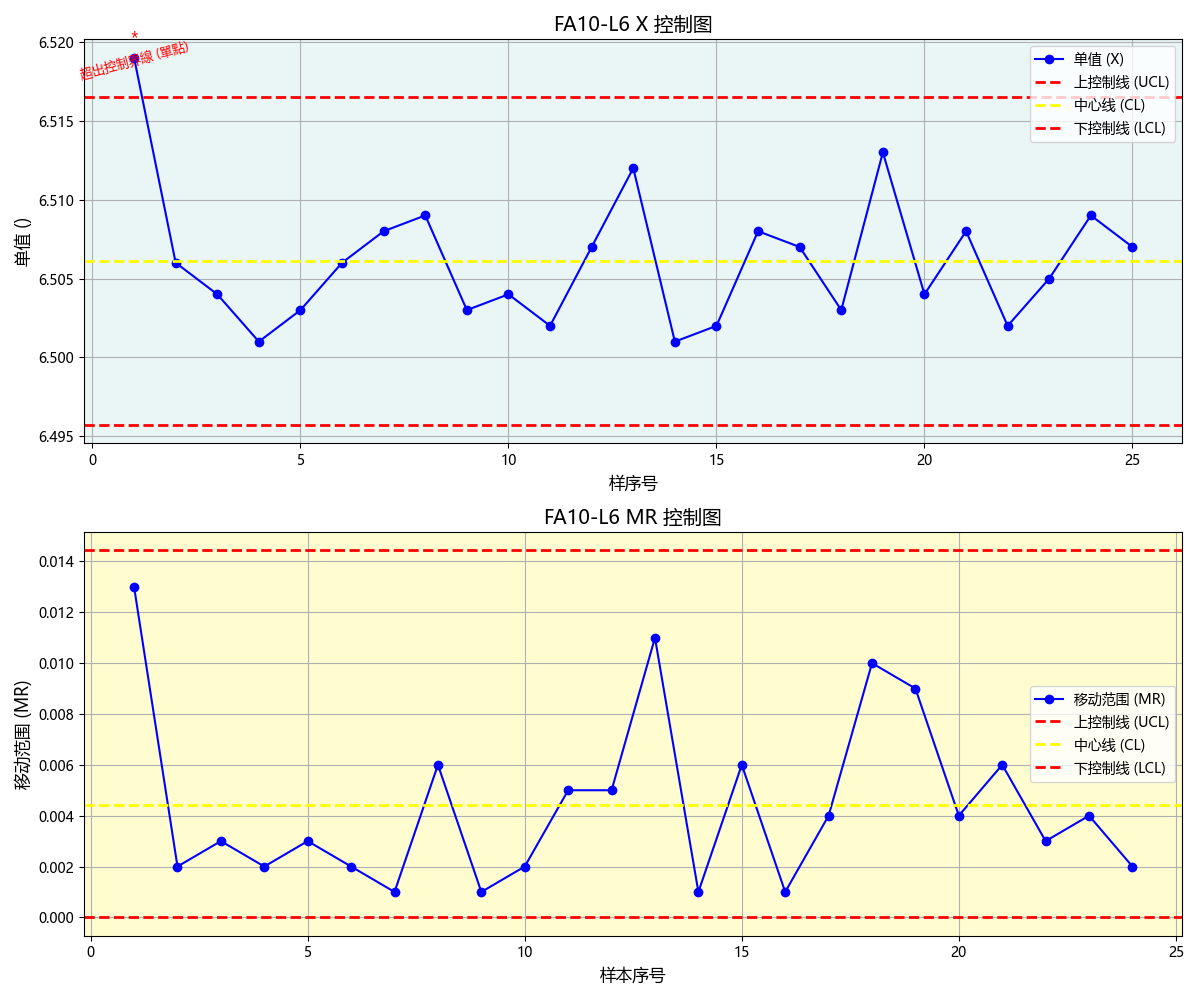 FA10-L6 X 控制图
*
超出控制界線 (單點)
单值 (X)
上控制线 (UCL)
中心线 (CL)
下控制线 (LCL)
单值 ()
6.520
6.515
6.510
6.505
6.500
6.495
0 5 10 15 20 25
样序号
FA10-L6 MR 控制图
移动范围 (MR)
上控制线 (UCL)
中心线 (CL)
下控制线 (LCL)
移动范围 (MR)
0.014
0.012
0.010
0.008
0.006
0.004
0.002
0.000
0 5 10 15 20 25
样本序号